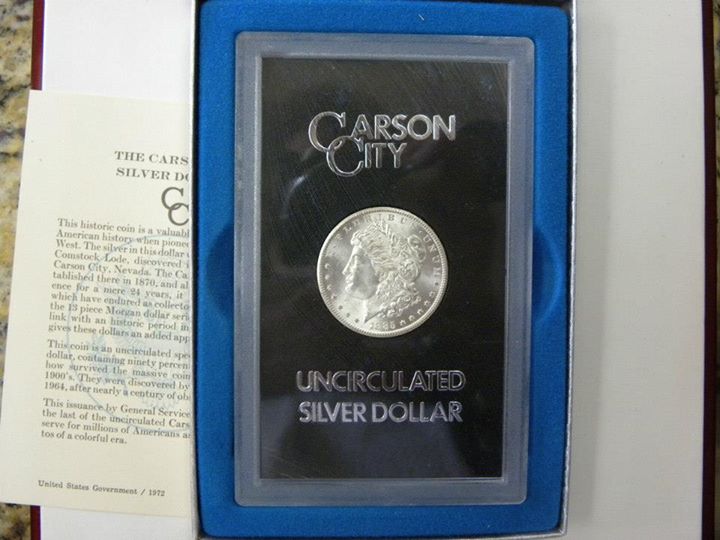 THE CARS
SILVER DO
C
C
This historic coin is a valuabl
American history when pionee
West. The silver in this dollar
Comstock Lode, discovered i
Carson City, Nevada. The Ca
tablished there in 1870, and al
ence for a mere 24 years, it
which have endured as collecto
the 13 piece Morgan dollar seri
link with an historic period in
gives these dollars an added app
This coin is an uncirculated spe
dollar, containing ninety percen
how survived the massive coin
1900's. They were discovered by
1964, after nearly a century of obs
This issuance by General Service
the last of the uncirculated Cars
serve for millions of Americans as
tos of a colorful era.
United States Government / 1972
CARSON
CITY
E PLURIBUS UNUM
1885
UNCIRCULATED
SILVER DOLLAR